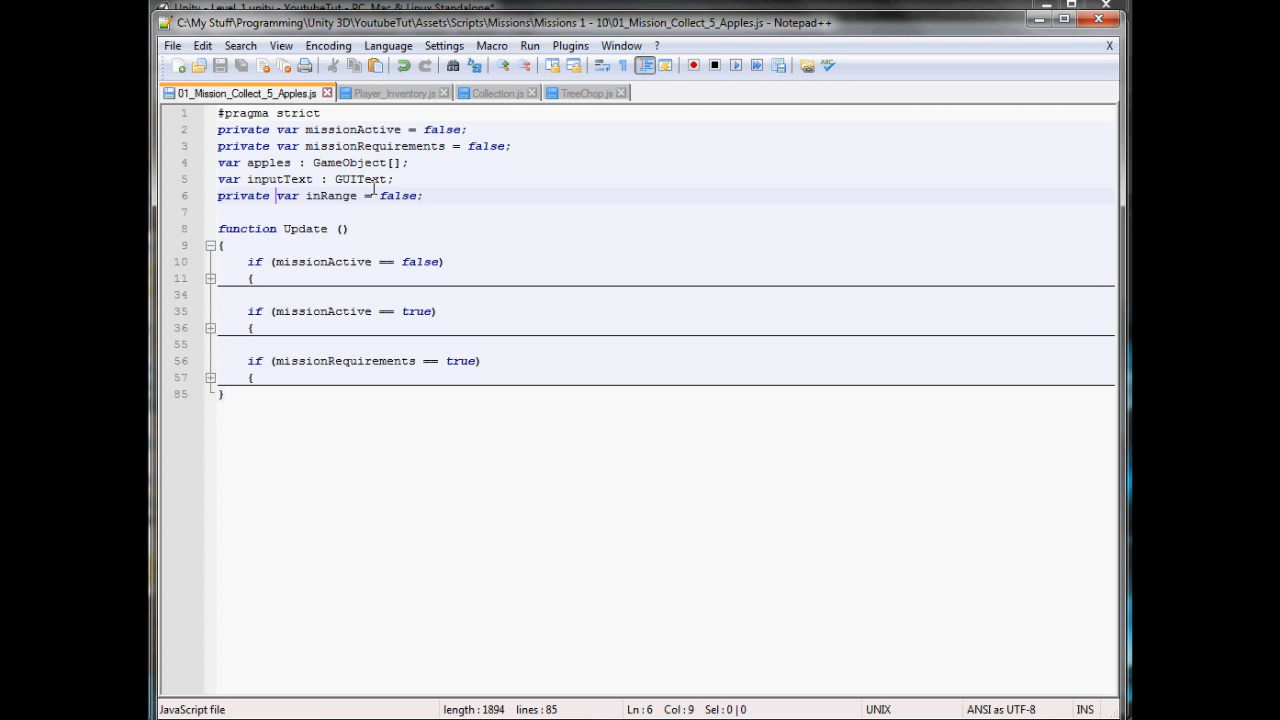 Unity - Level 1.unity - YoutubeTut - PC, Mac & Linux Standalone*
C:\My Stuff\Programming\Unity 3D\YoutubeTut\Assets\Scripts\Missions\Missions 1 - 10\01_Mission_Collect_5_Apples.js - Notepad++
File Edit Search View Encoding Language Settings Macro Run Plugins Window ? X
01_Mission_Collect_5_Apples.js Player_Inventory.js Collection.js TreeChop.js
1 #pragma strict
2 private var missionActive = false;
3 private var missionRequirements = false;
4 var apples : GameObject[];
5 var inputText : GUIText;
6 private var inRange = false;
7
8 function Update ()
9 {
10 if (missionActive == false)
11 {
34
35 if (missionActive == true)
36 {
55
56 if (missionRequirements == true)
57 {
85 }
JavaScript file length : 1894 lines : 85 Ln : 6 Col : 9 Sel : 0 | 0 UNIX ANSI as UTF-8 INS